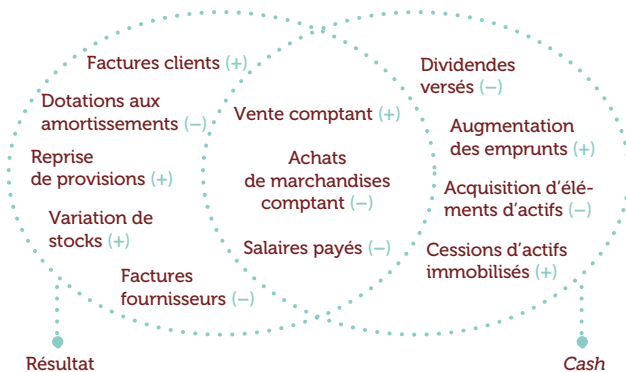 Factures clients (+)
Dotations aux
amortissements (−)
Reprise
de provisions (+)
Variation de
stocks (+)
Factures
fournisseurs (−)
Vente comptant (+)
Achats
de marchandises
comptant (−)
Salaires payés (−)
Dividendes
versés (−)
Augmentation
des emprunts (+)
Acquisition d’élé-
ments d’actifs (−)
Cessions d’actifs
immobilisés (+)
Résultat
Cash